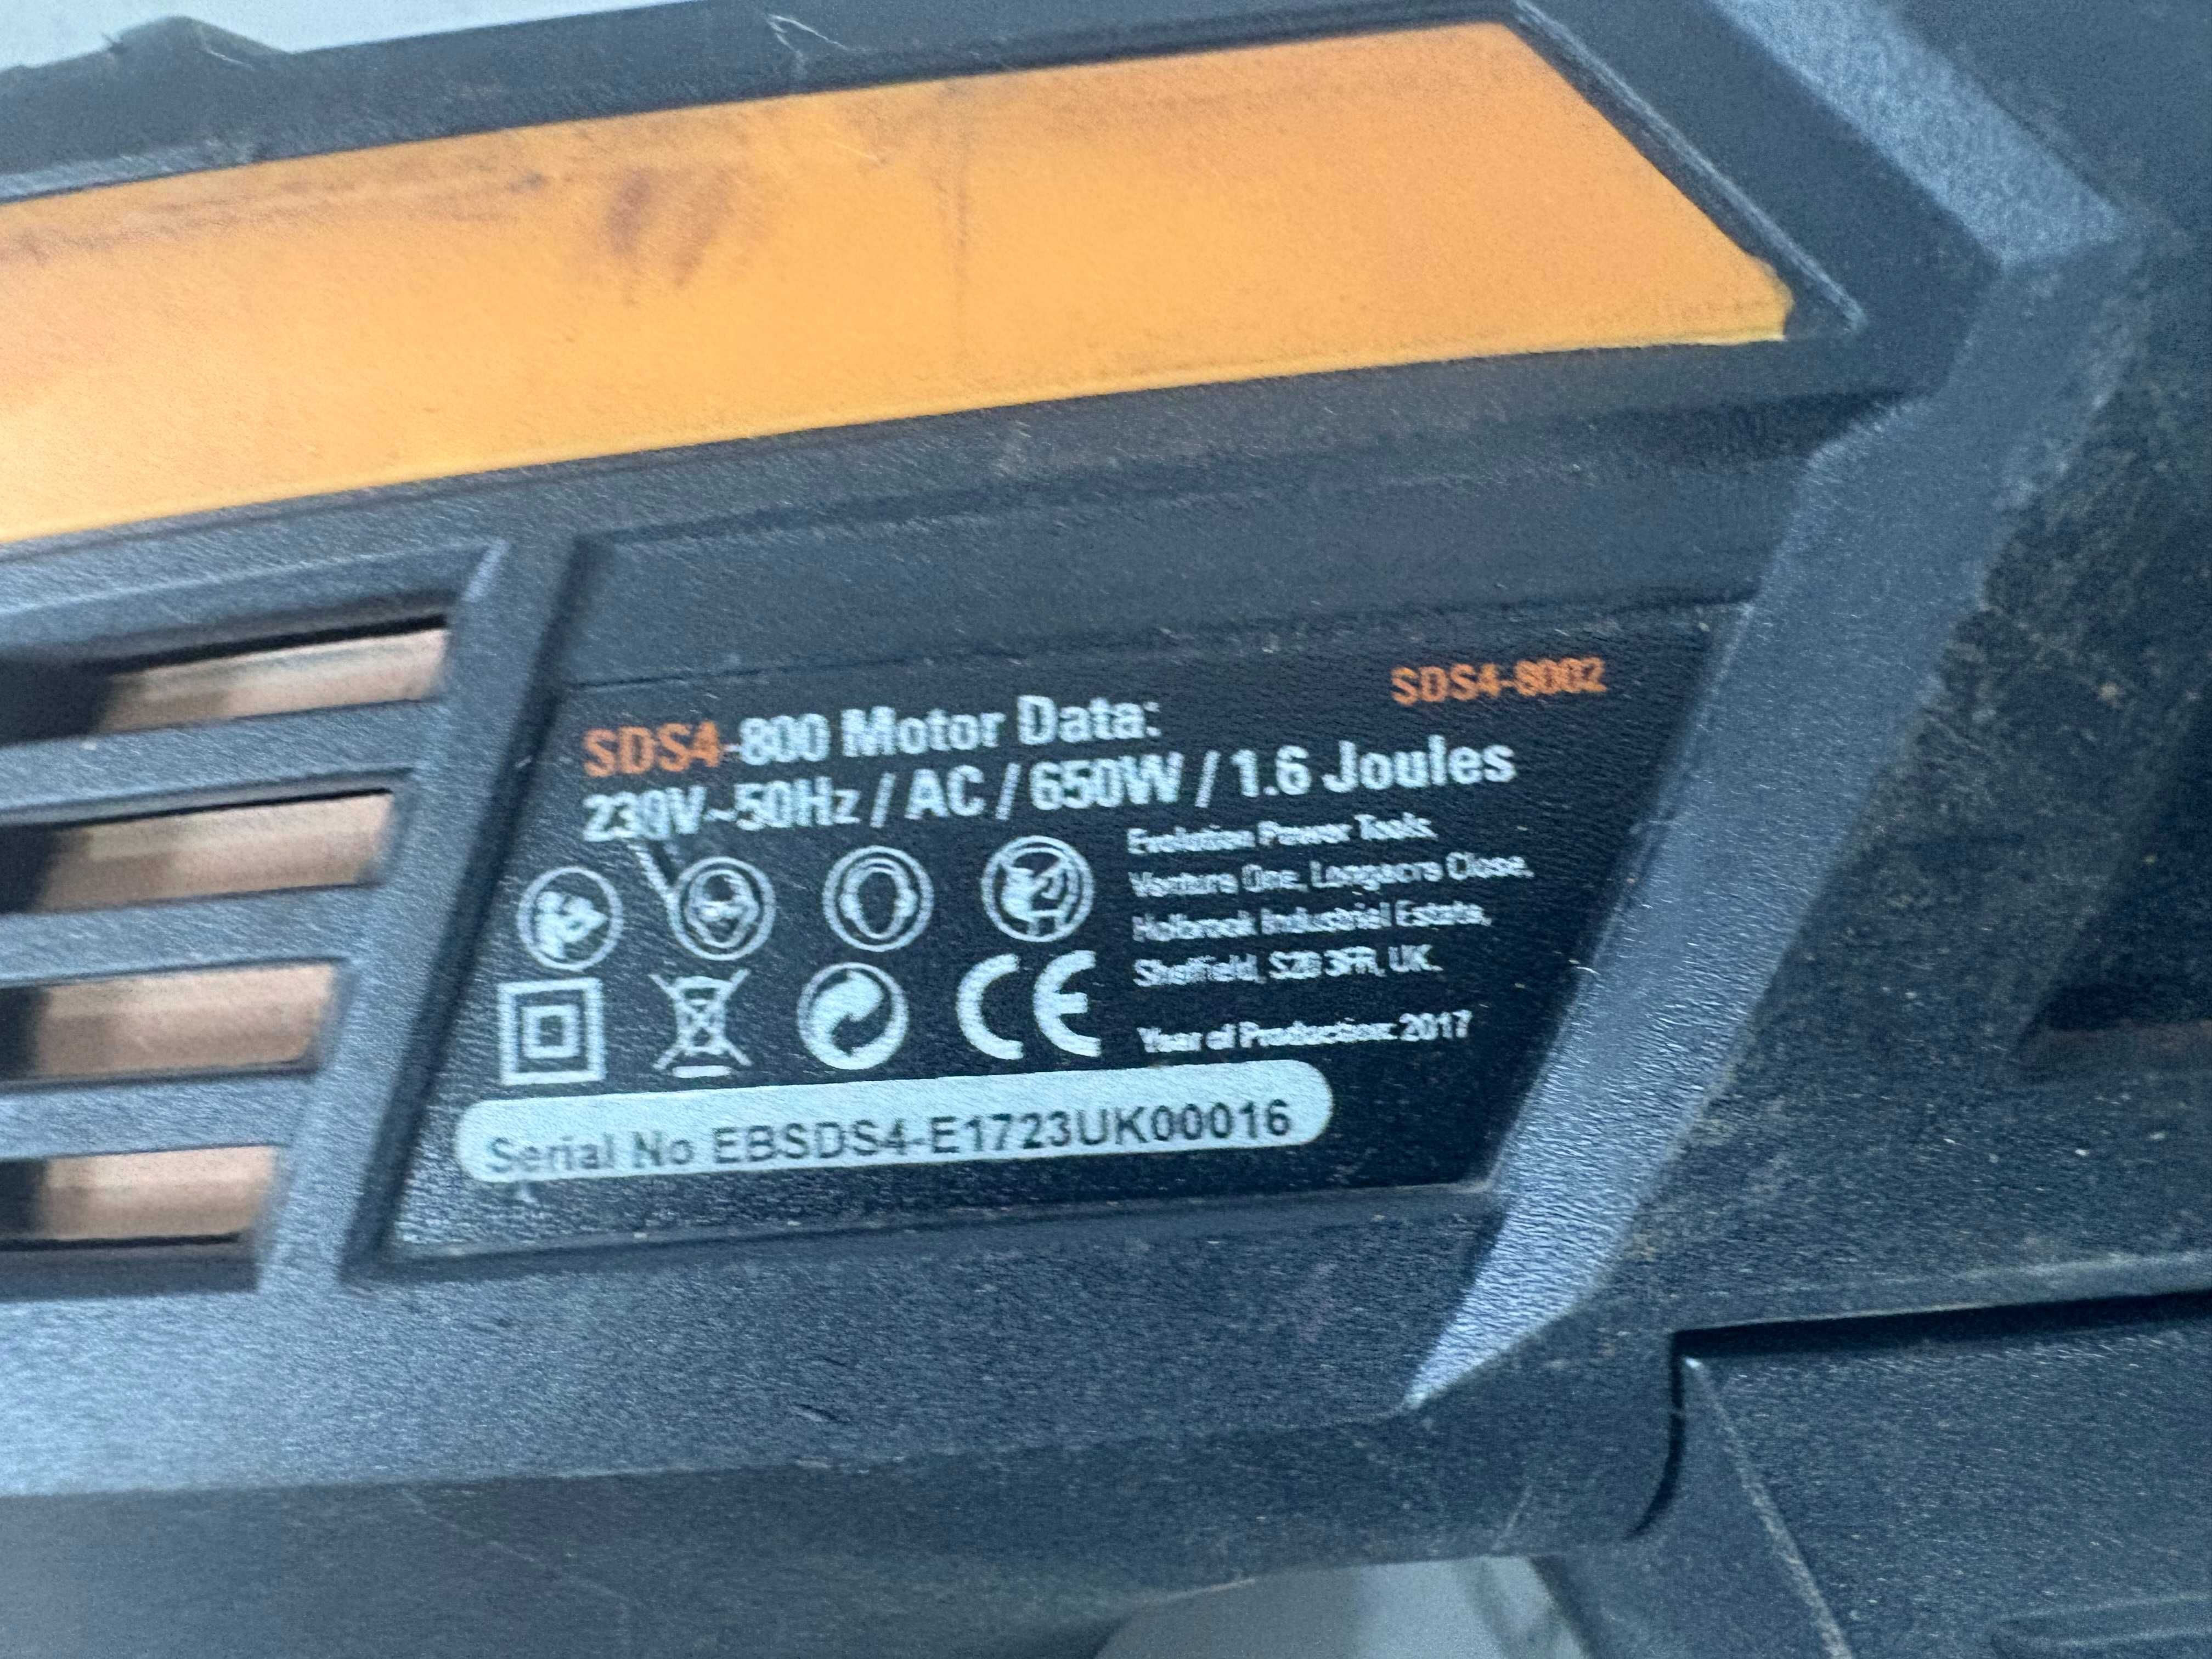 SDS4-8002
SDS4-800 Motor Data:
230V~50Hz / AC / 650W / 1.6 Joules
Evolution Power Tools
Venture One, Longacre Close,
Holbrook Industrial Estate,
Sheffield, S20 3FR, UK.
CE
Year of Production: 2017
Serial No EBSDS4-E1723UK00016